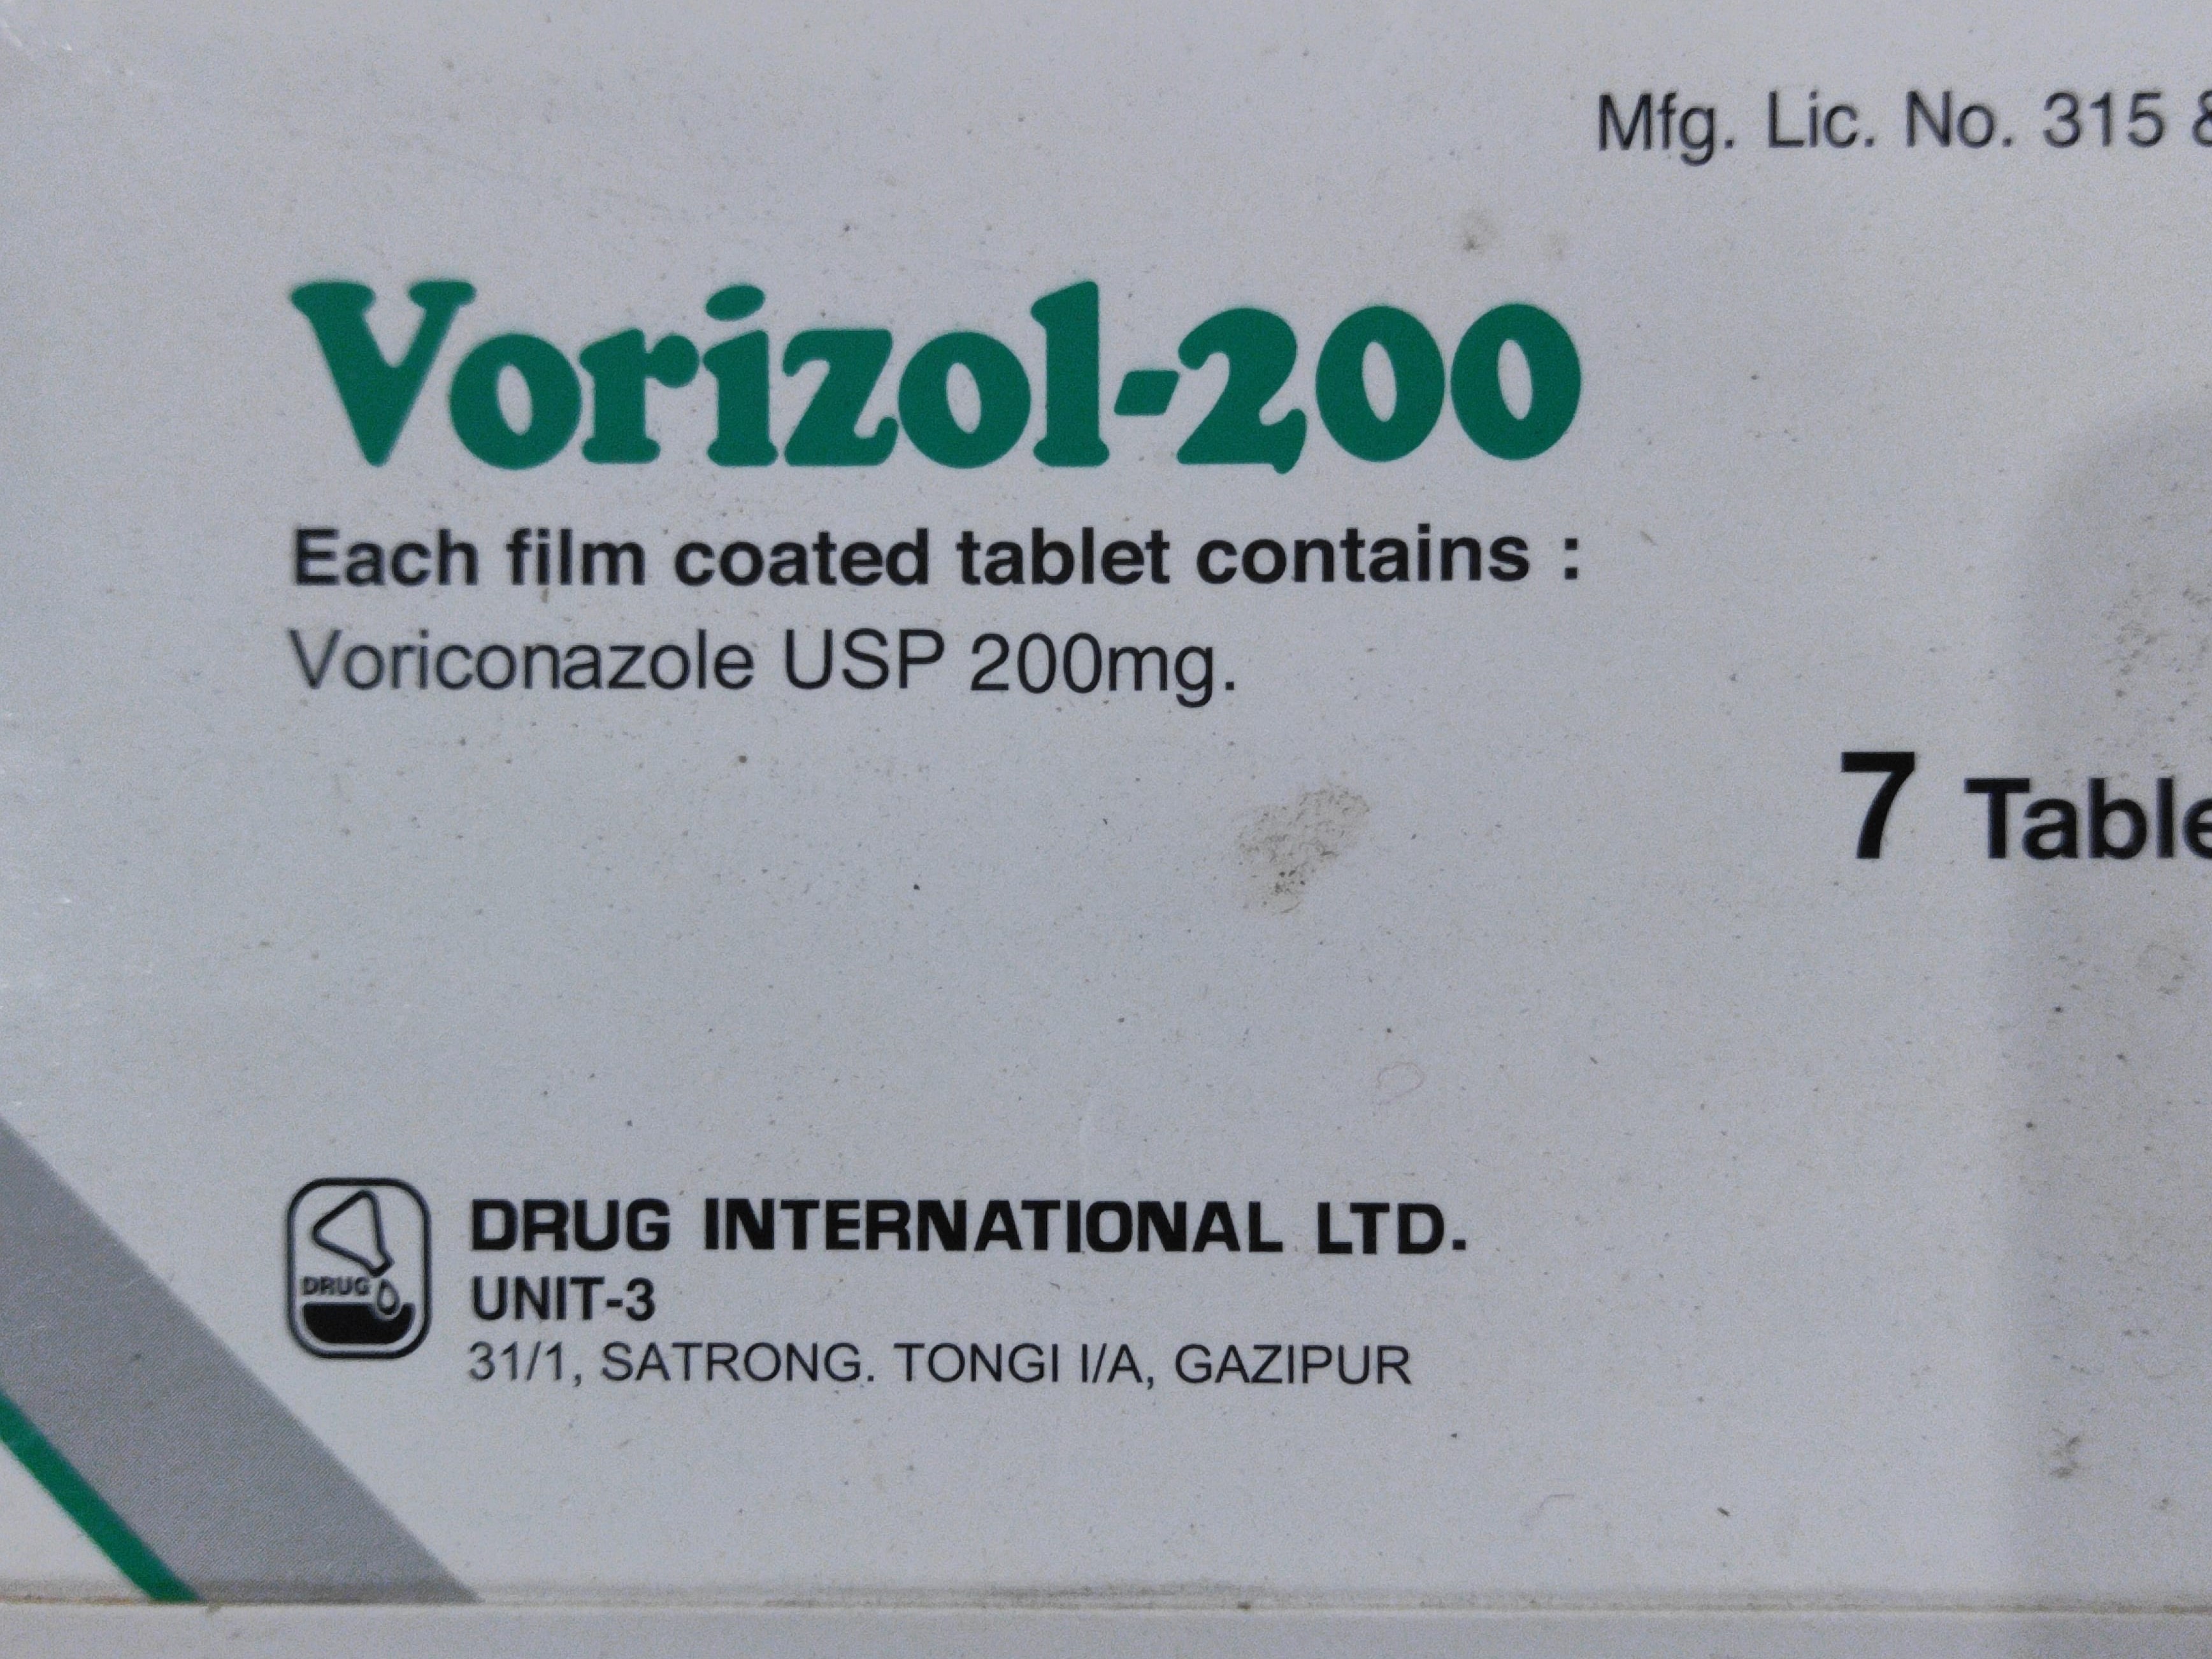 Mfg. Lic. No. 315 &
Vorizol-200
Each film coated tablet contains :
Voriconazole USP 200mg.
7 Table
DRUG
DRUG INTERNATIONAL LTD.
UNIT-3
31/1, SATRONG. TONGI I/A, GAZIPUR